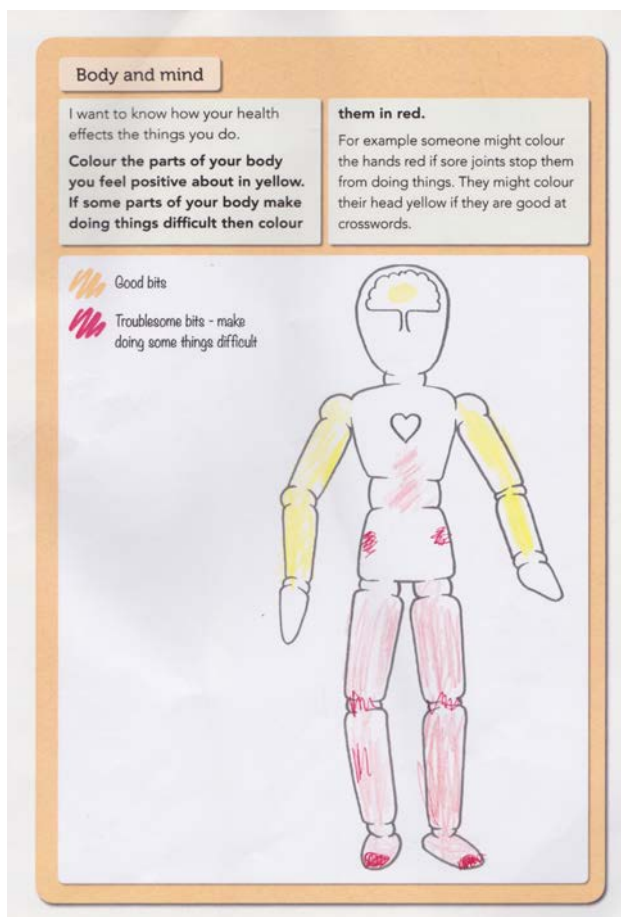 Body and mind
I want to know how your health
effects the things you do.
Colour the parts of your body
you feel positive about in yellow.
If some parts of your body make
doing things difficult then colour
them in red.
For example someone might colour
the hands red if sore joints stop them
from doing things. They might colour
their head yellow if they are good at
crosswords.
Good bits
Troublesome bits - make
doing some things difficult